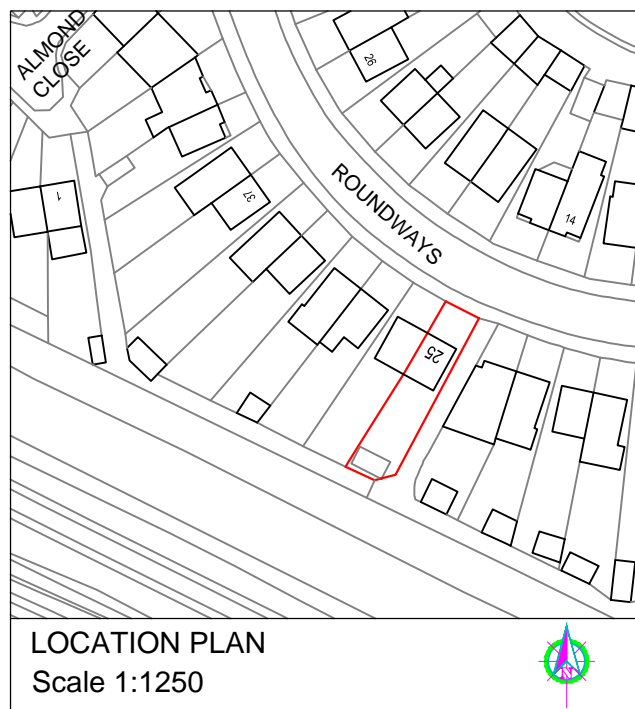 ALMOND
CLOSE
26
ROUNDWAYS
1
37
14
25
LOCATION PLAN
Scale 1:1250
N